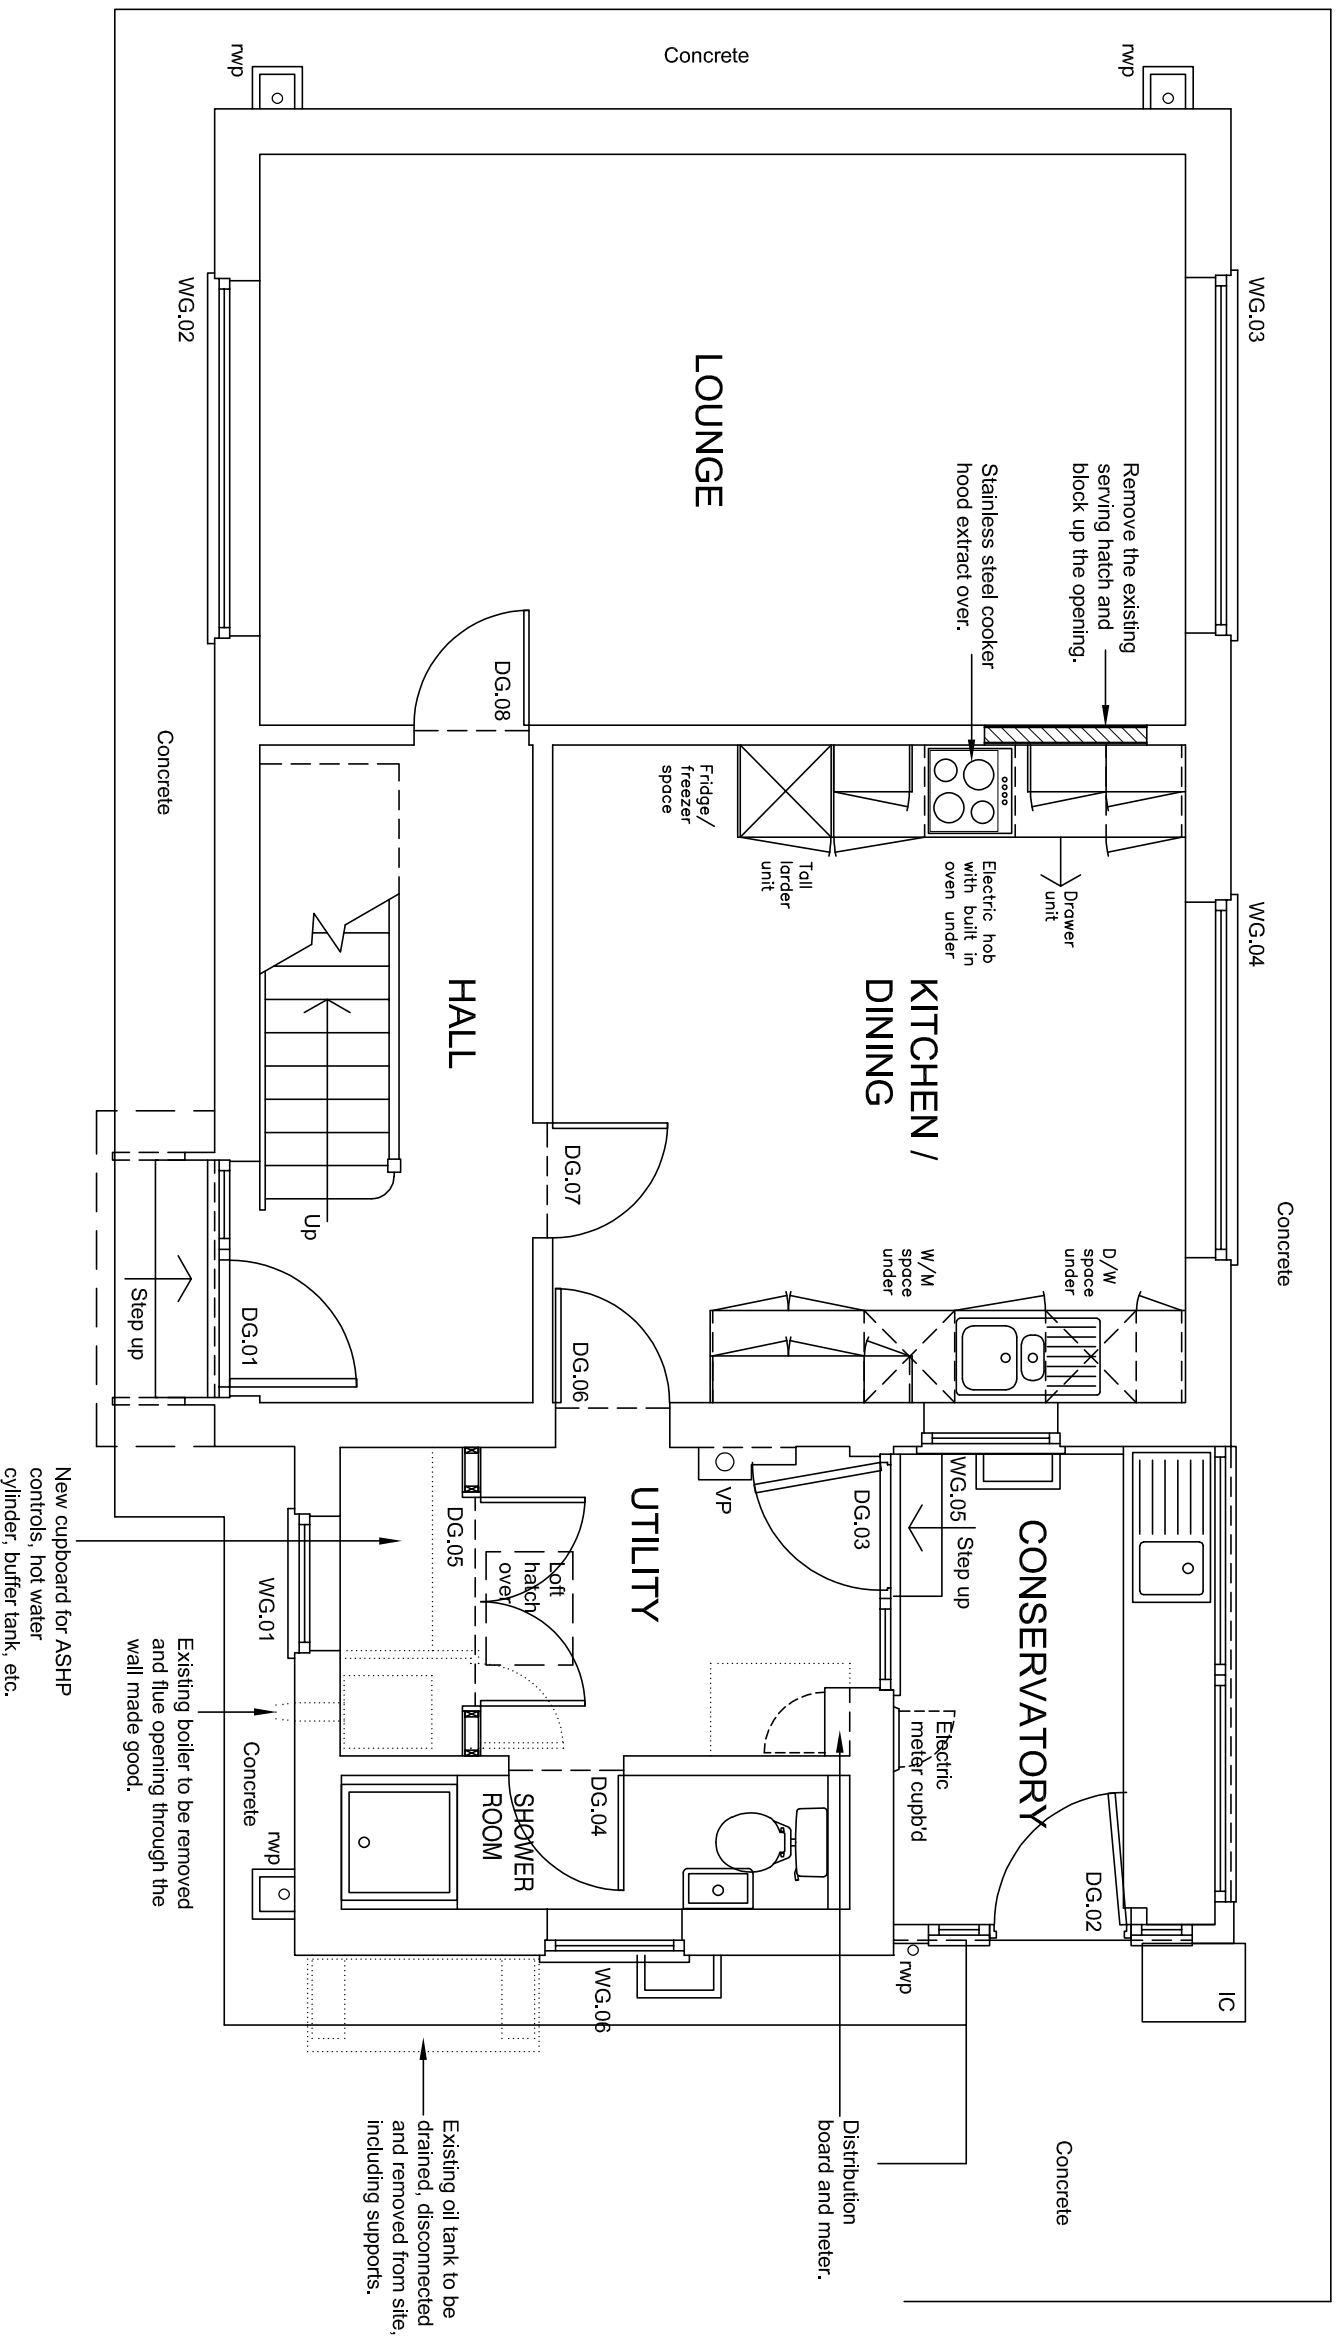 Concrete
rwp
rwp
WG.03
WG.02
LOUNGE
Remove the existing
serving hatch and
block up the opening.
Stainless steel cooker
hood extract over.
DG.08
Concrete
Fridge/
freezer
space
Tall
larder
unit
Electric hob
with built in
oven under
Drawer
unit
WG.04
KITCHEN /
DINING
HALL
Up
DG.07
Concrete
D/W
space
under
W/M
space
under
Step up
DG.01
DG.06
WG.05
Step up
CONSERVATORY
DG.03
VP
UTILITY
DG.05
Loft
hatch
over
New cupboard for ASHP
controls, hot water
cylinder, buffer tank, etc.
WG.01
Existing boiler to be removed
and flue opening through the
wall made good.
Concrete
rwp
Electric
meter cupb'd
DG.04
SHOWER
ROOM
DG.02
rwp
IC
WG.06
Distribution
board and meter.
Existing oil tank to be
drained, disconnected
and removed from site,
including supports.
Concrete